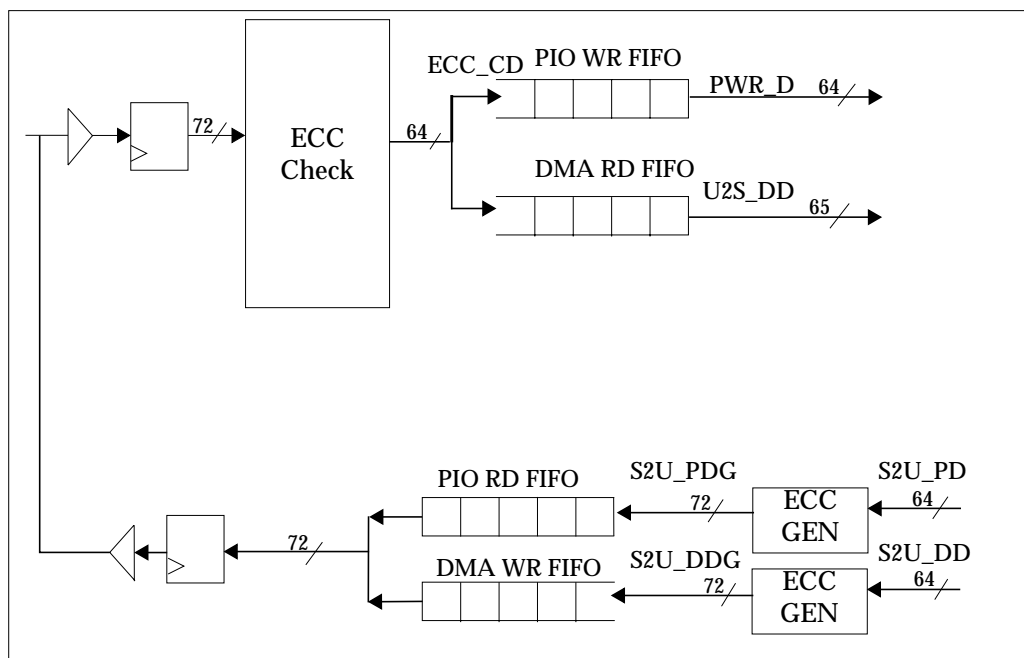 PIO WR FIFO
ECC_CD
PWR_D
64
72
ECC
Check
64
DMA RD FIFO
U2S_DD
65
PIO RD FIFO
S2U_PDG
72
ECC
GEN
S2U_PD
64
72
DMA WR FIFO
S2U_DDG
72
ECC
GEN
S2U_DD
64